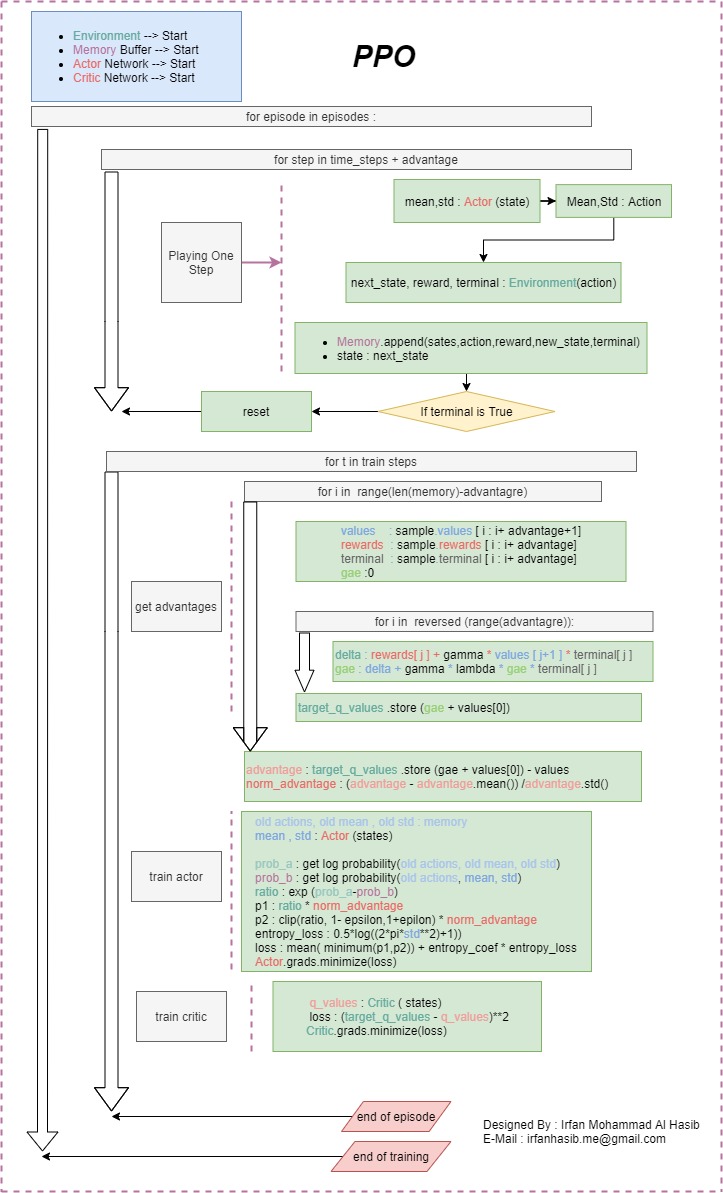 Environment --> Start
Memory Buffer --> Start
Actor Network --> Start
Critic Network --> Start
PPO
for episode in episodes :
for step in time_steps + advantage
mean,std : Actor (state)
Mean,Std : Action
Playing One
Step
next_state, reward, terminal : Environment(action)
Memory.append(sates,action,reward,new_state,terminal)
state : next_state
If terminal is True
reset
for t in train steps
for i in range(len(memory)-advantagre)
values : sample.values [ i : i+ advantage+1]
rewards : sample.rewards [ i : i+ advantage]
terminal : sample.terminal [ i : i+ advantage]
gae :0
get advantages
for i in reversed (range(advantagre)):
delta : rewards[ j ] + gamma * values [ j+1 ] * terminal[ j ]
gae : delta + gamma * lambda * gae * terminal[ j ]
target_q_values .store (gae + values[0])
advantage : target_q_values .store (gae + values[0]) - values
norm_advantage : (advantage - advantage.mean()) /advantage.std()
old actions, old mean , old std : memory
mean , std : Actor (states)
prob_a : get log probability(old actions, old mean, old std)
prob_b : get log probability(old actions, mean, std)
ratio : exp (prob_a-prob_b)
p1 : ratio * norm_advantage
p2 : clip(ratio, 1- epsilon,1+epilon) * norm_advantage
entropy_loss : 0.5*log((2*pi*std**2)+1))
loss : mean( minimum(p1,p2)) + entropy_coef * entropy_loss
Actor.grads.minimize(loss)
train actor
train critic
q_values : Critic ( states)
loss : (target_q_values - q_values)**2
Critic.grads.minimize(loss)
end of episode
end of training
Designed By : Irfan Mohammad Al Hasib
E-Mail : irfanhasib.me@gmail.com